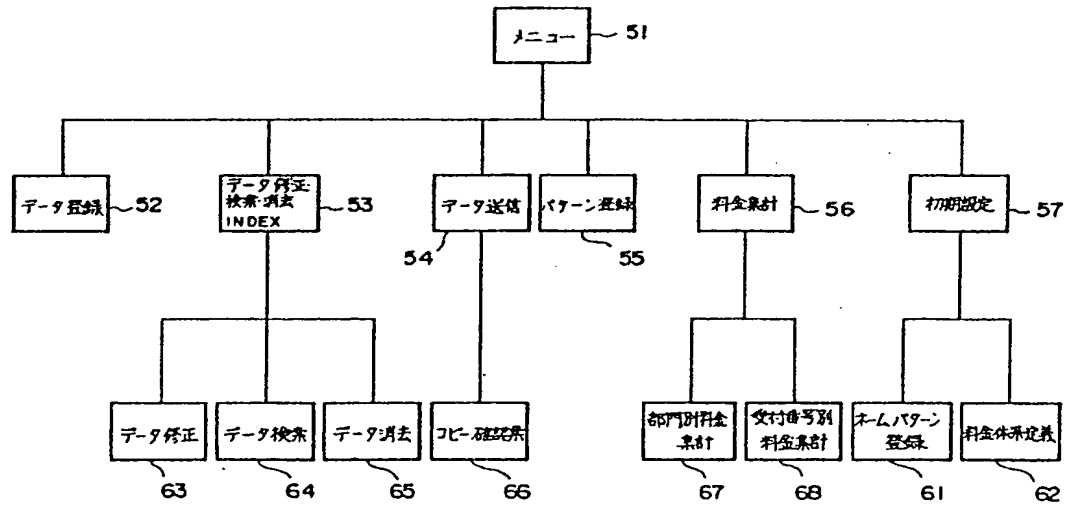 メニュー
51
データ登録
52
データ修正・
検索・消去
INDEX
53
データ送信
54
パターン登録
55
料金集計
56
初期設定
57
データ修正
63
データ検索
64
データ消去
65
コピー確認票
66
部門別料金
集計
67
受付番号別
料金集計
68
ネームパターン
登録
61
料金体系定義
62